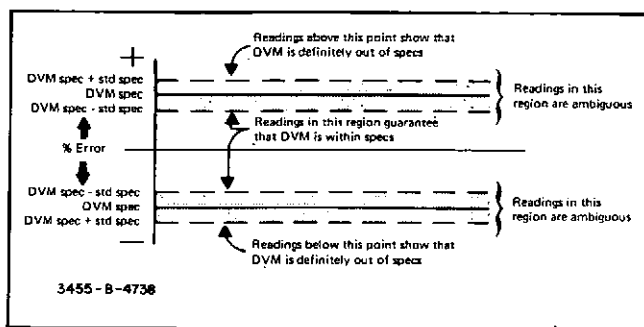 Readings above this point show that
DVM is definitely out of specs
+
DVM spec + std spec
DVM spec
DVM spec - std spec
Readings in this
region are ambiguous
% Error
Readings in this region guarantee
that DVM is within specs
DVM spec - std spec
DVM spec
DVM spec + std spec
Readings in this
region are ambiguous
—
Readings below this point show that
DVM is definitely out of specs
3455-B-4738